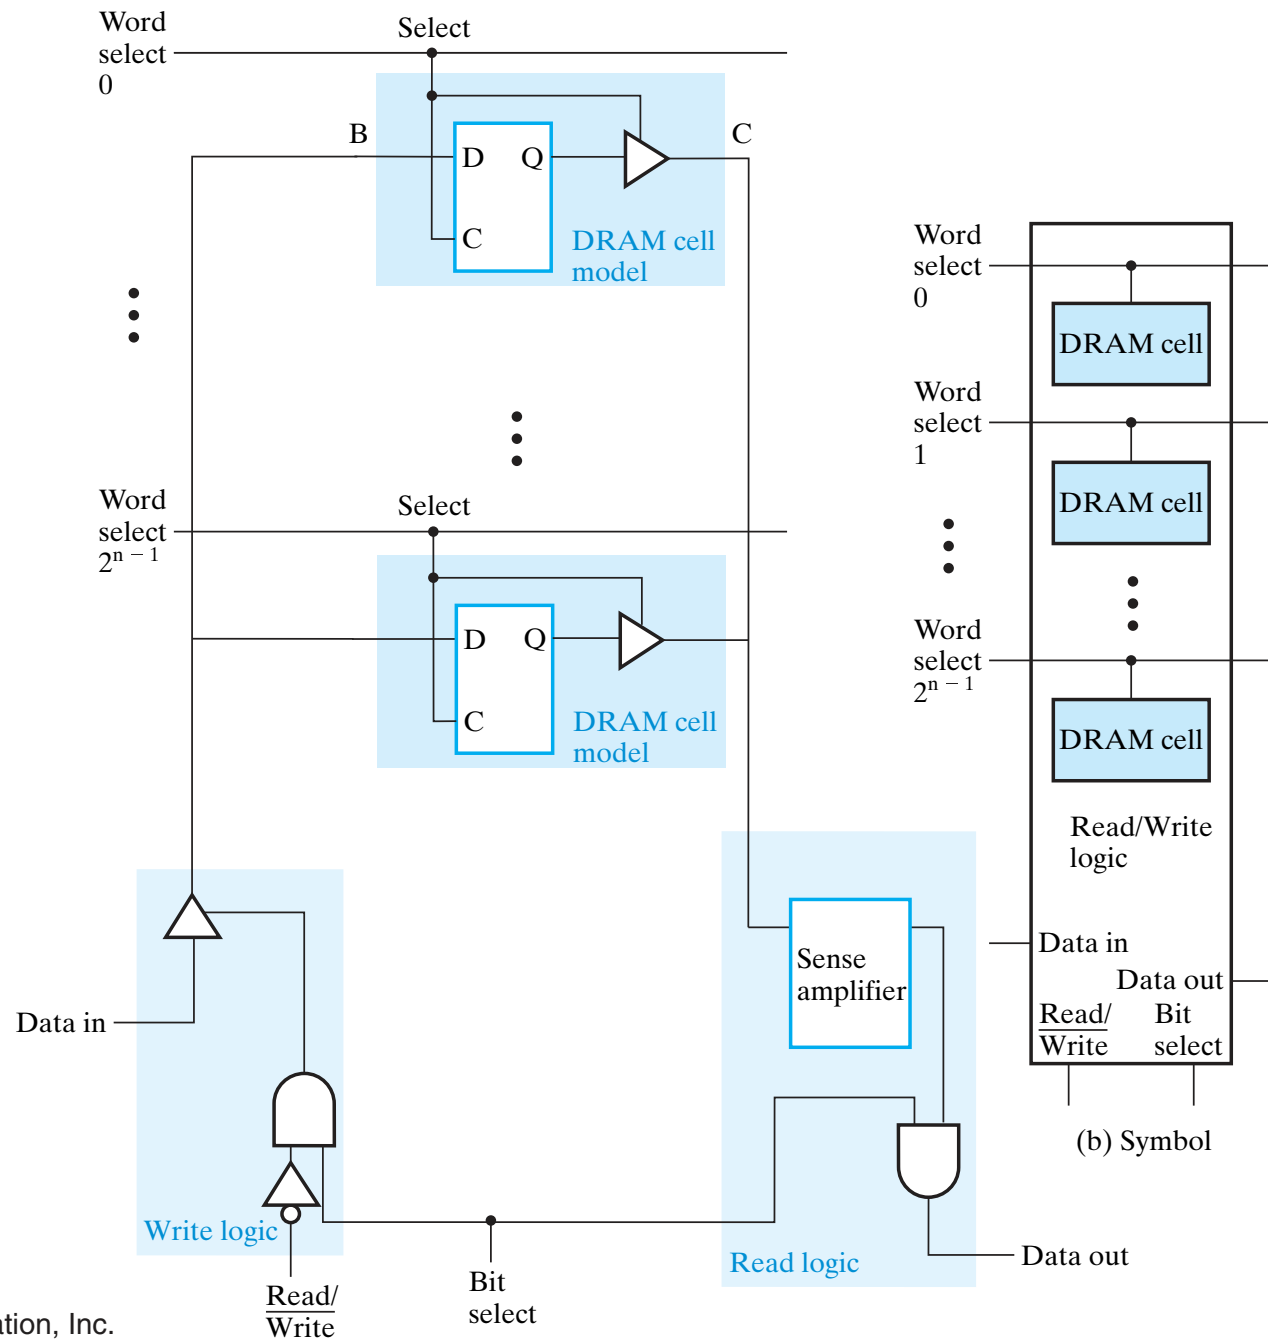 Word
select
0
Select
B
C
D
Q
C
DRAM cell
model
Word
select
2ⁿ ⁻ ¹
Select
D
Q
C
DRAM cell
model
Sense
amplifier
Data in
Write logic
Read/
Write
Bit
select
Read logic
Data out
Word
select
0
DRAM cell
Word
select
1
DRAM cell
Word
select
2ⁿ ⁻ ¹
DRAM cell
Read/Write
logic
Data in
Data out
Read/
Write
Bit
select
(b) Symbol
ation, Inc.